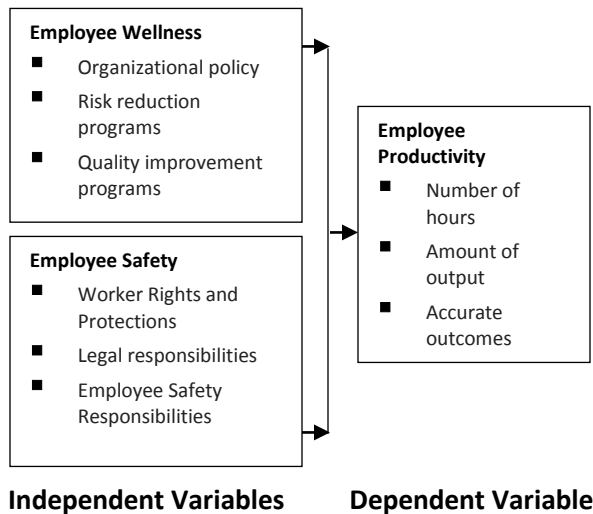 Employee Wellness
■ Organizational policy
■ Risk reduction
programs
■ Quality improvement
programs
Employee Safety
■ Worker Rights and
Protections
■ Legal responsibilities
■ Employee Safety
Responsibilities
Employee
Productivity
■ Number of
hours
■ Amount of
output
■ Accurate
outcomes
Independent Variables
Dependent Variable